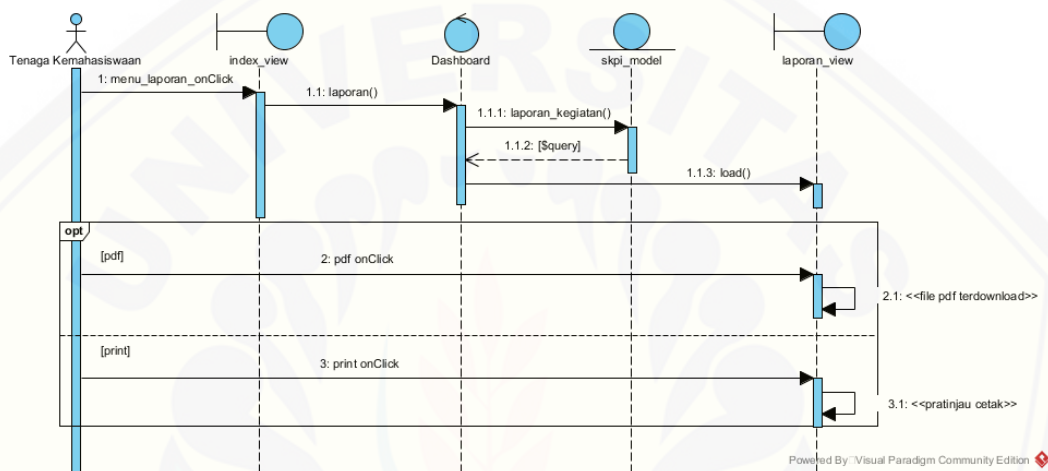 Tenaga Kemahasiswaan
index_view
Dashboard
skpi_model
laporan_view
1: menu_laporan_onClick
1.1: laporan()
1.1.1: laporan_kegiatan()
1.1.2: [$query]
1.1.3: load()
opt
[pdf]
2: pdf onClick
2.1: <<file pdf terdownload>>
[print]
3: print onClick
3.1: <<pratinjau cetak>>
UNIVERSITAS
Powered By Visual Paradigm Community Edition